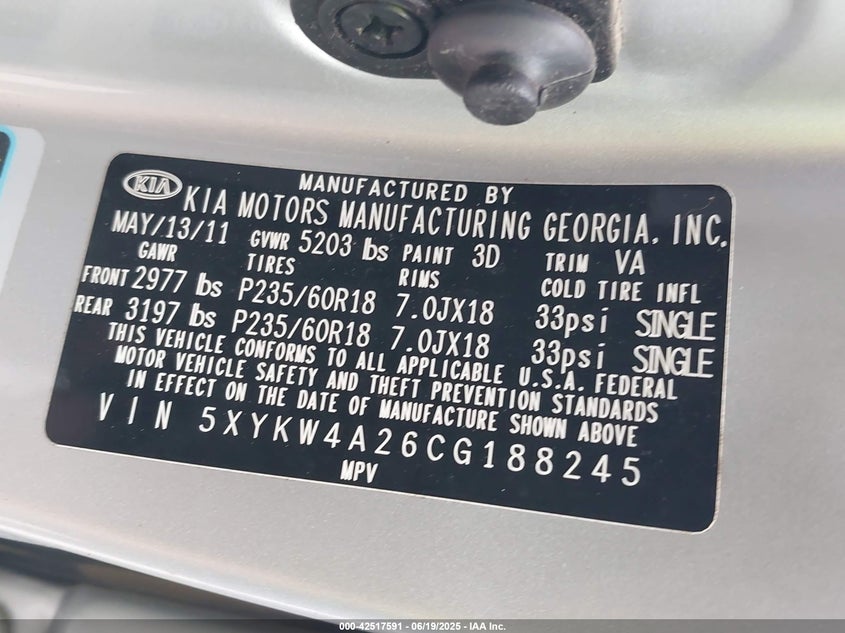 MANUFACTURED BY
KIA KIA MOTORS MANUFACTURING GEORGIA, INC.
MAY/13/11 GVWR 5203 lbs PAINT 3D TRIM VA
GAWR TIRES RIMS COLD TIRE INFL
FRONT 2977 lbs P235/60R18 7.0JX18 33psi SINGLE
REAR 3197 lbs P235/60R18 7.0JX18 33psi SINGLE
THIS VEHICLE CONFORMS TO ALL APPLICABLE U.S.A. FEDERAL
MOTOR VEHICLE SAFETY AND THEFT PREVENTION STANDARDS
IN EFFECT ON THE DATE OF MANUFACTURE SHOWN ABOVE
VIN 5XYKW4A26CG188245
MPV
000-42517591 - 06/19/2025 - IAA Inc.